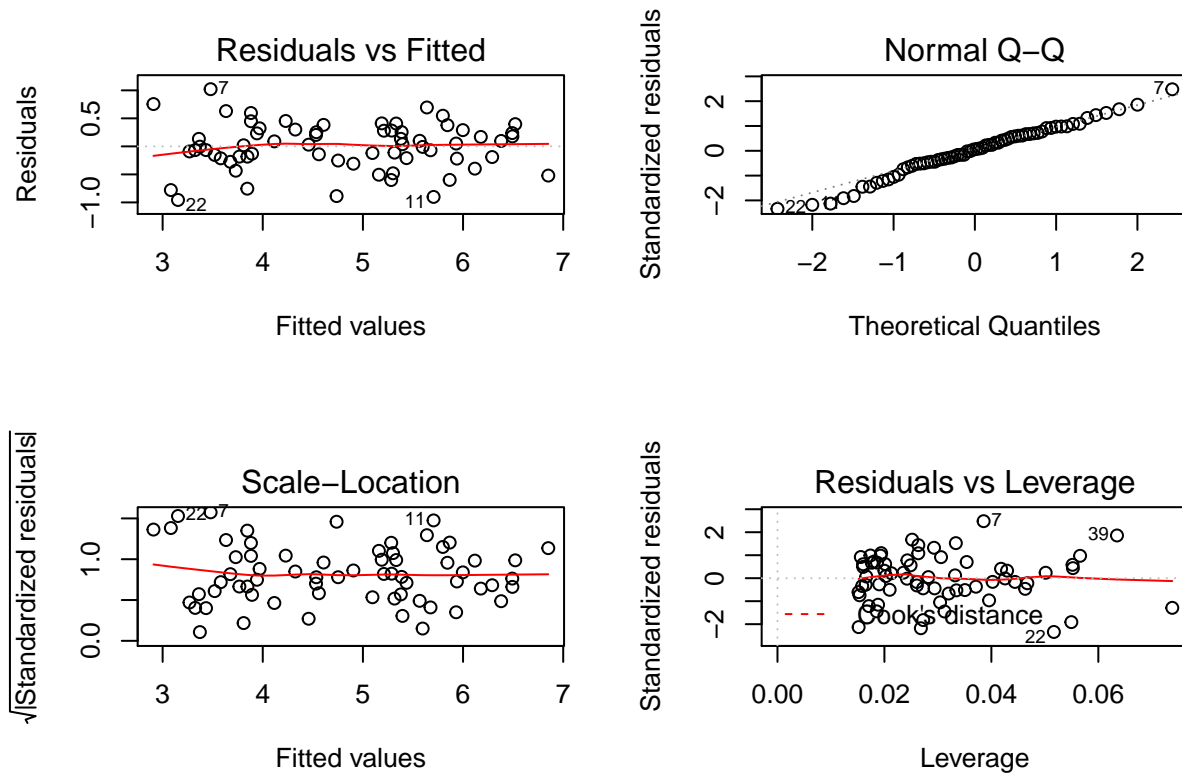 Residuals vs Fitted
Residuals
0.5
−1.0
7
22
11
3 4 5 6 7
Fitted values
Normal Q−Q
Standardized residuals
2
0
−2
7
22
−2 −1 0 1 2
Theoretical Quantiles
Scale−Location
√|Standardized residuals|
1.0
0.0
22
7
11
3 4 5 6 7
Fitted values
Residuals vs Leverage
Standardized residuals
2
0
−2
7
39
22
Cook's distance
0.00 0.02 0.04 0.06
Leverage